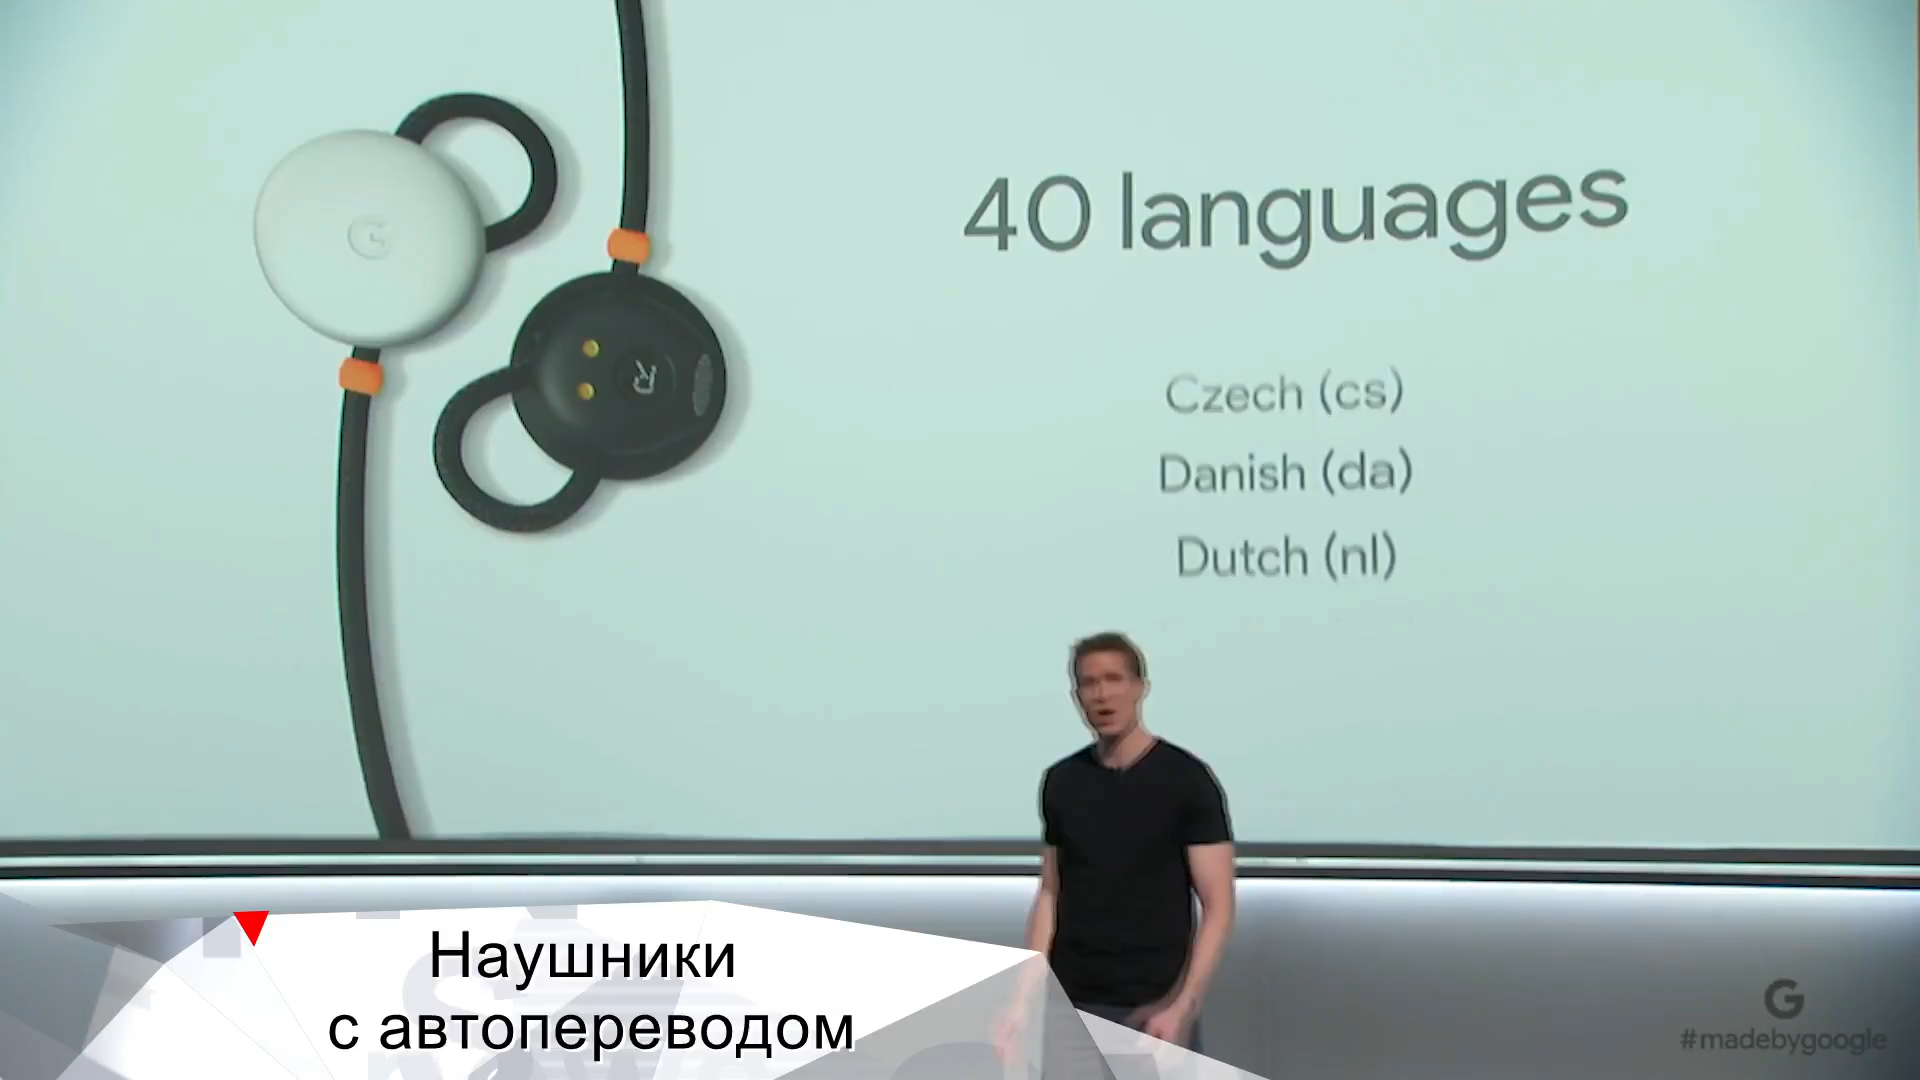 40 languages
Czech (cs)
Danish (da)
Dutch (nl)
Наушники
с автопереводом
G
#madebygoogle